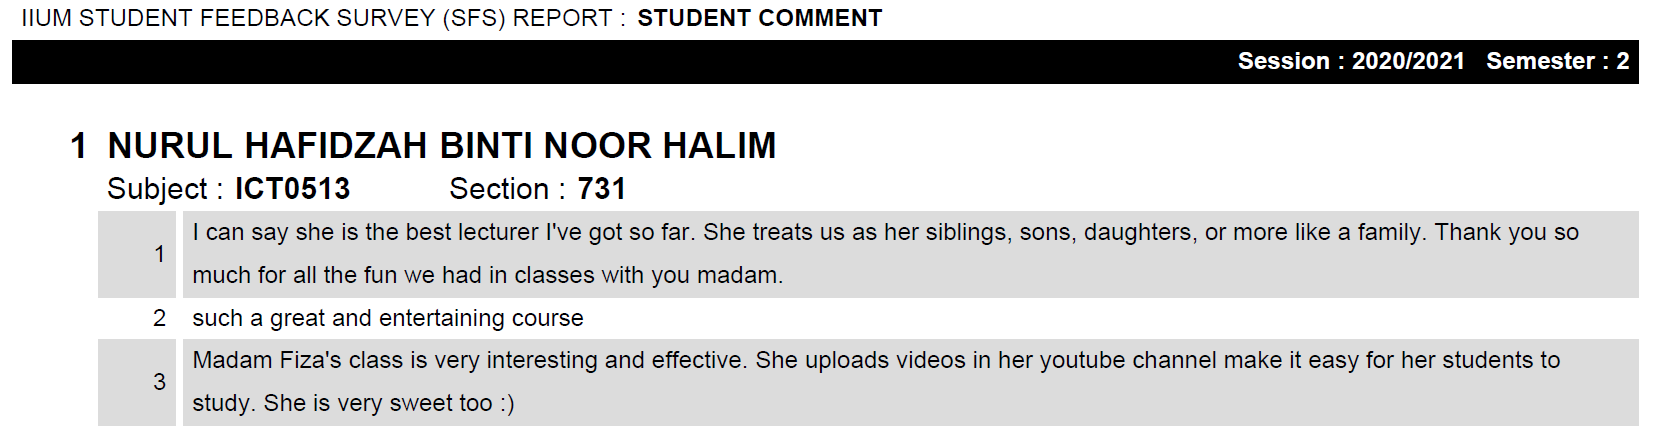 IIUM STUDENT FEEDBACK SURVEY (SFS) REPORT : STUDENT COMMENT
Session : 2020/2021 Semester : 2
1 NURUL HAFIDZAH BINTI NOOR HALIM
Subject : ICT0513 Section : 731
1 I can say she is the best lecturer I've got so far. She treats us as her siblings, sons, daughters, or more like a family. Thank you so
much for all the fun we had in classes with you madam.
2 such a great and entertaining course
3 Madam Fiza's class is very interesting and effective. She uploads videos in her youtube channel make it easy for her students to
study. She is very sweet too :)